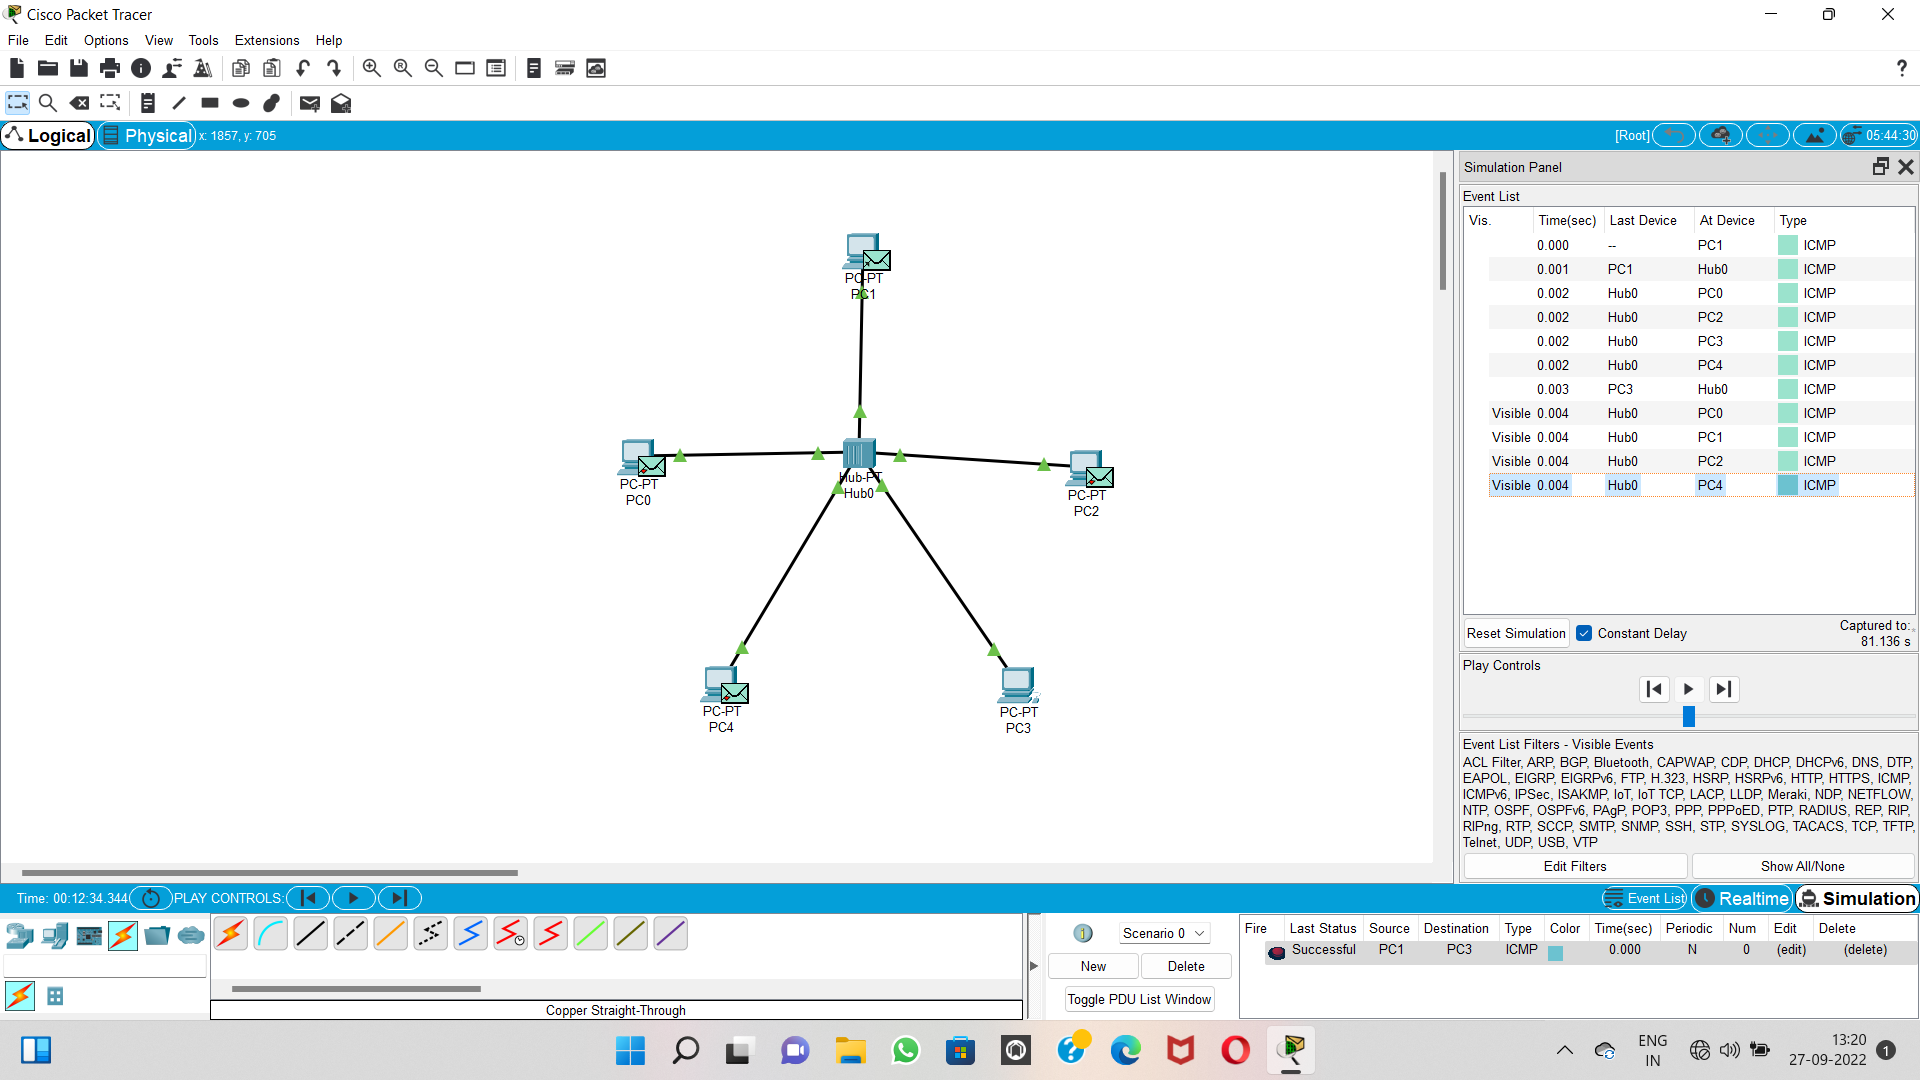 Cisco Packet Tracer
File Edit Options View Tools Extensions Help
?
Logical Physical x: 1857, y: 705 [Root] 05:44:30
Simulation Panel
Event List
Vis. Time(sec) Last Device At Device Type
0.000 -- PC1 ICMP
0.001 PC1 Hub0 ICMP
0.002 Hub0 PC0 ICMP
0.002 Hub0 PC2 ICMP
0.002 Hub0 PC3 ICMP
0.002 Hub0 PC4 ICMP
0.003 PC3 Hub0 ICMP
Visible 0.004 Hub0 PC0 ICMP
Visible 0.004 Hub0 PC1 ICMP
Visible 0.004 Hub0 PC2 ICMP
Visible 0.004 Hub0 PC4 ICMP
PC-PT
PC1
PC-PT
PC0
Hub-PT
Hub0
PC-PT
PC2
PC-PT
PC4
PC-PT
PC3
Reset Simulation Constant Delay Captured to:
81.136 s
Play Controls
Event List Filters - Visible Events
ACL Filter, ARP, BGP, Bluetooth, CAPWAP, CDP, DHCP, DHCPv6, DNS, DTP,
EAPOL, EIGRP, EIGRPv6, FTP, H.323, HSRP, HSRPv6, HTTP, HTTPS, ICMP,
ICMPv6, IPSec, ISAKMP, IoT, IoT TCP, LACP, LLDP, Meraki, NDP, NETFLOW,
NTP, OSPF, OSPFv6, PAgP, POP3, PPP, PPPoED, PTP, RADIUS, REP, RIP,
RIPng, RTP, SCCP, SMTP, SNMP, SSH, STP, SYSLOG, TACACS, TCP, TFTP,
Telnet, UDP, USB, VTP
Edit Filters Show All/None
Time: 00:12:34.344 PLAY CONTROLS: Event List Realtime Simulation
Scenario 0
New Delete
Toggle PDU List Window
Fire Last Status Source Destination Type Color Time(sec) Periodic Num Edit Delete
Successful PC1 PC3 ICMP 0.000 N 0 (edit) (delete)
Copper Straight-Through
ENG
IN
13:20
27-09-2022
1